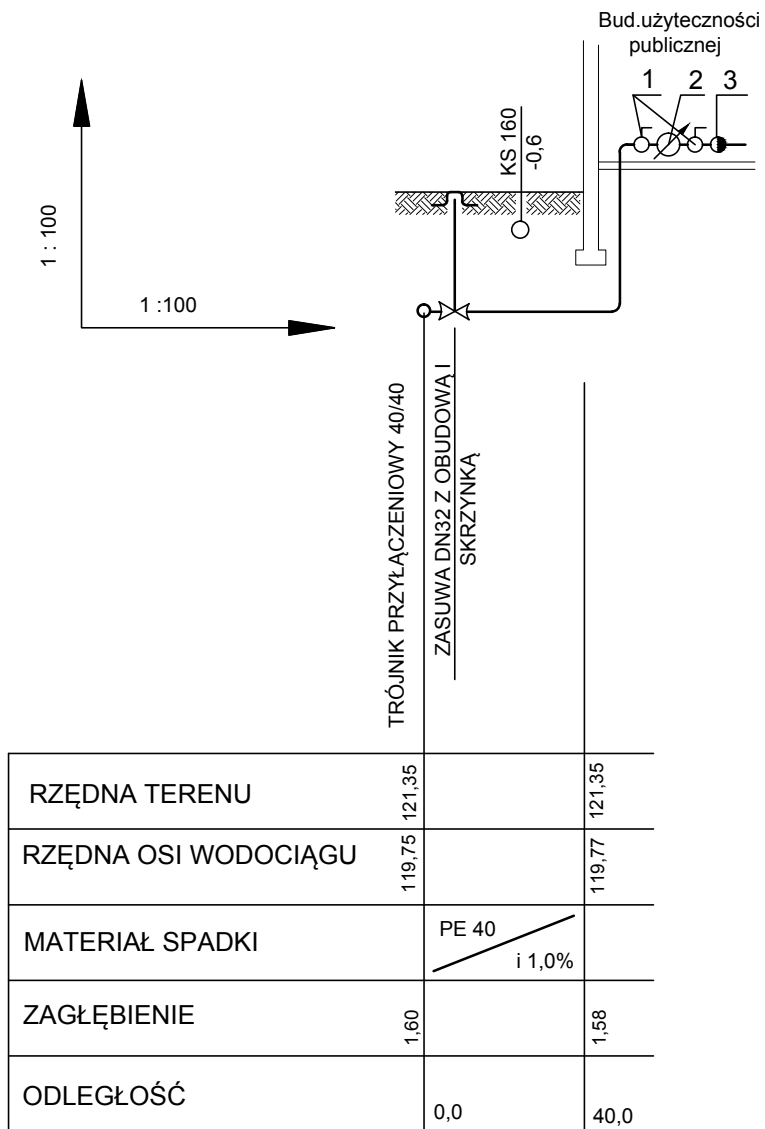 Bud.użyteczności
publicznej
1 2 3
KS 160
-0,6
1 : 100
1 :100
TRÓJNIK PRZYŁĄCZENIOWY 40/40
ZASUWA DN32 Z OBUDOWĄ I
SKRZYNKĄ
RZĘDNA TERENU 121,35 121,35
RZĘDNA OSI WODOCIĄGU 119,75 119,77
MATERIAŁ SPADKI PE 40
i 1,0%
ZAGŁĘBIENIE 1,60 1,58
ODLEGŁOŚĆ 0,0 40,0